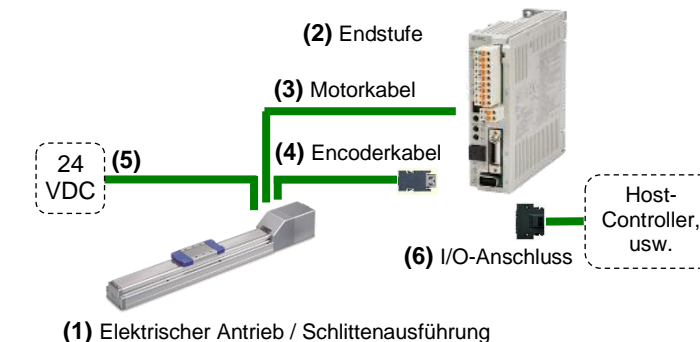 (2) Endstufe
(3) Motorkabel
(5)
24
VDC
(4) Encoderkabel
Host-
Controller,
usw.
(6) I/O-Anschluss
(1) Elektrischer Antrieb / Schlittenausführung